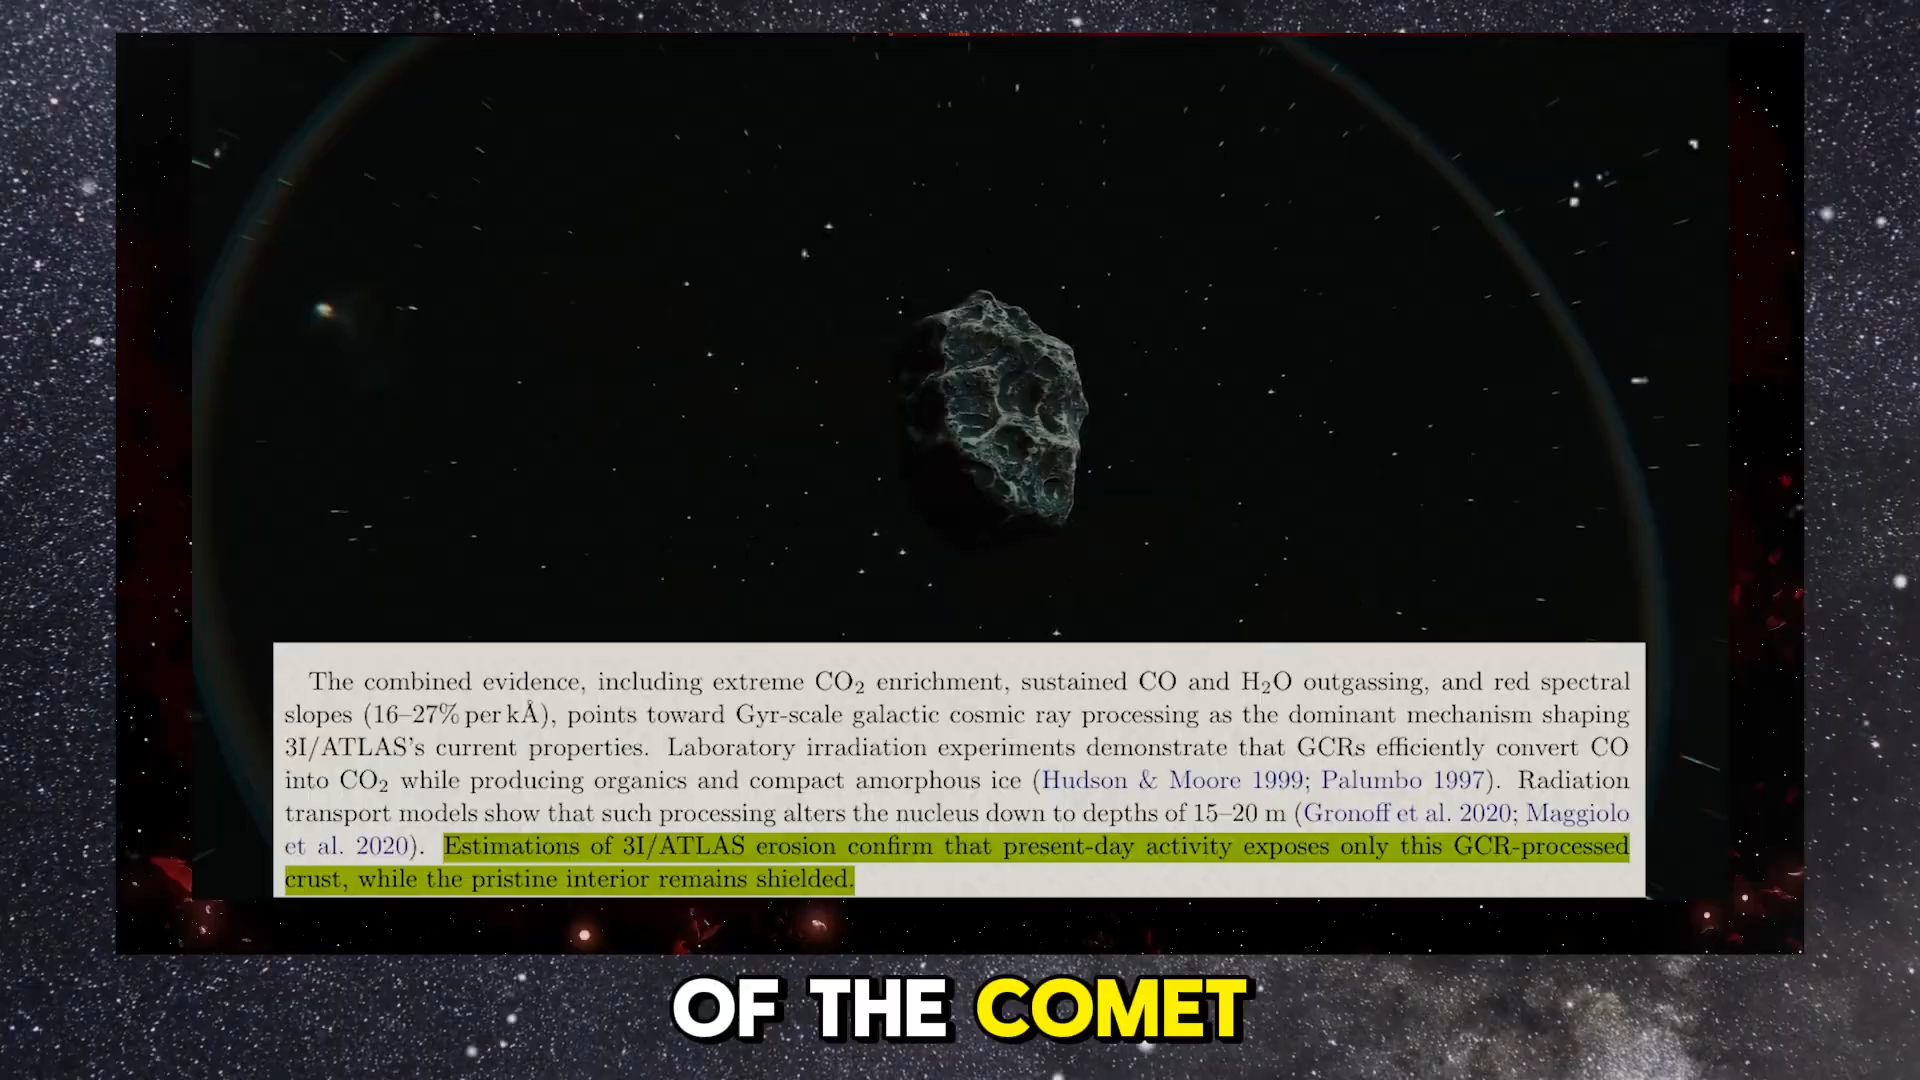 The combined evidence, including extreme CO₂ enrichment, sustained CO and H₂O outgassing, and red spectral
slopes (16–27% per kÅ), points toward Gyr-scale galactic cosmic ray processing as the dominant mechanism shaping
3I/ATLAS's current properties. Laboratory irradiation experiments demonstrate that GCRs efficiently convert CO
into CO₂ while producing organics and compact amorphous ice (Hudson & Moore 1999; Palumbo 1997). Radiation
transport models show that such processing alters the nucleus down to depths of 15–20 m (Gronoff et al. 2020; Maggiolo
et al. 2020). Estimations of 3I/ATLAS erosion confirm that present-day activity exposes only this GCR-processed
crust, while the pristine interior remains shielded.
OF THE COMET